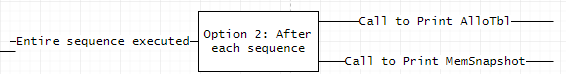 Call to Print AlloTbl
Entire sequence executed
Option 2: After
each sequence
Call to Print MemSnapshot